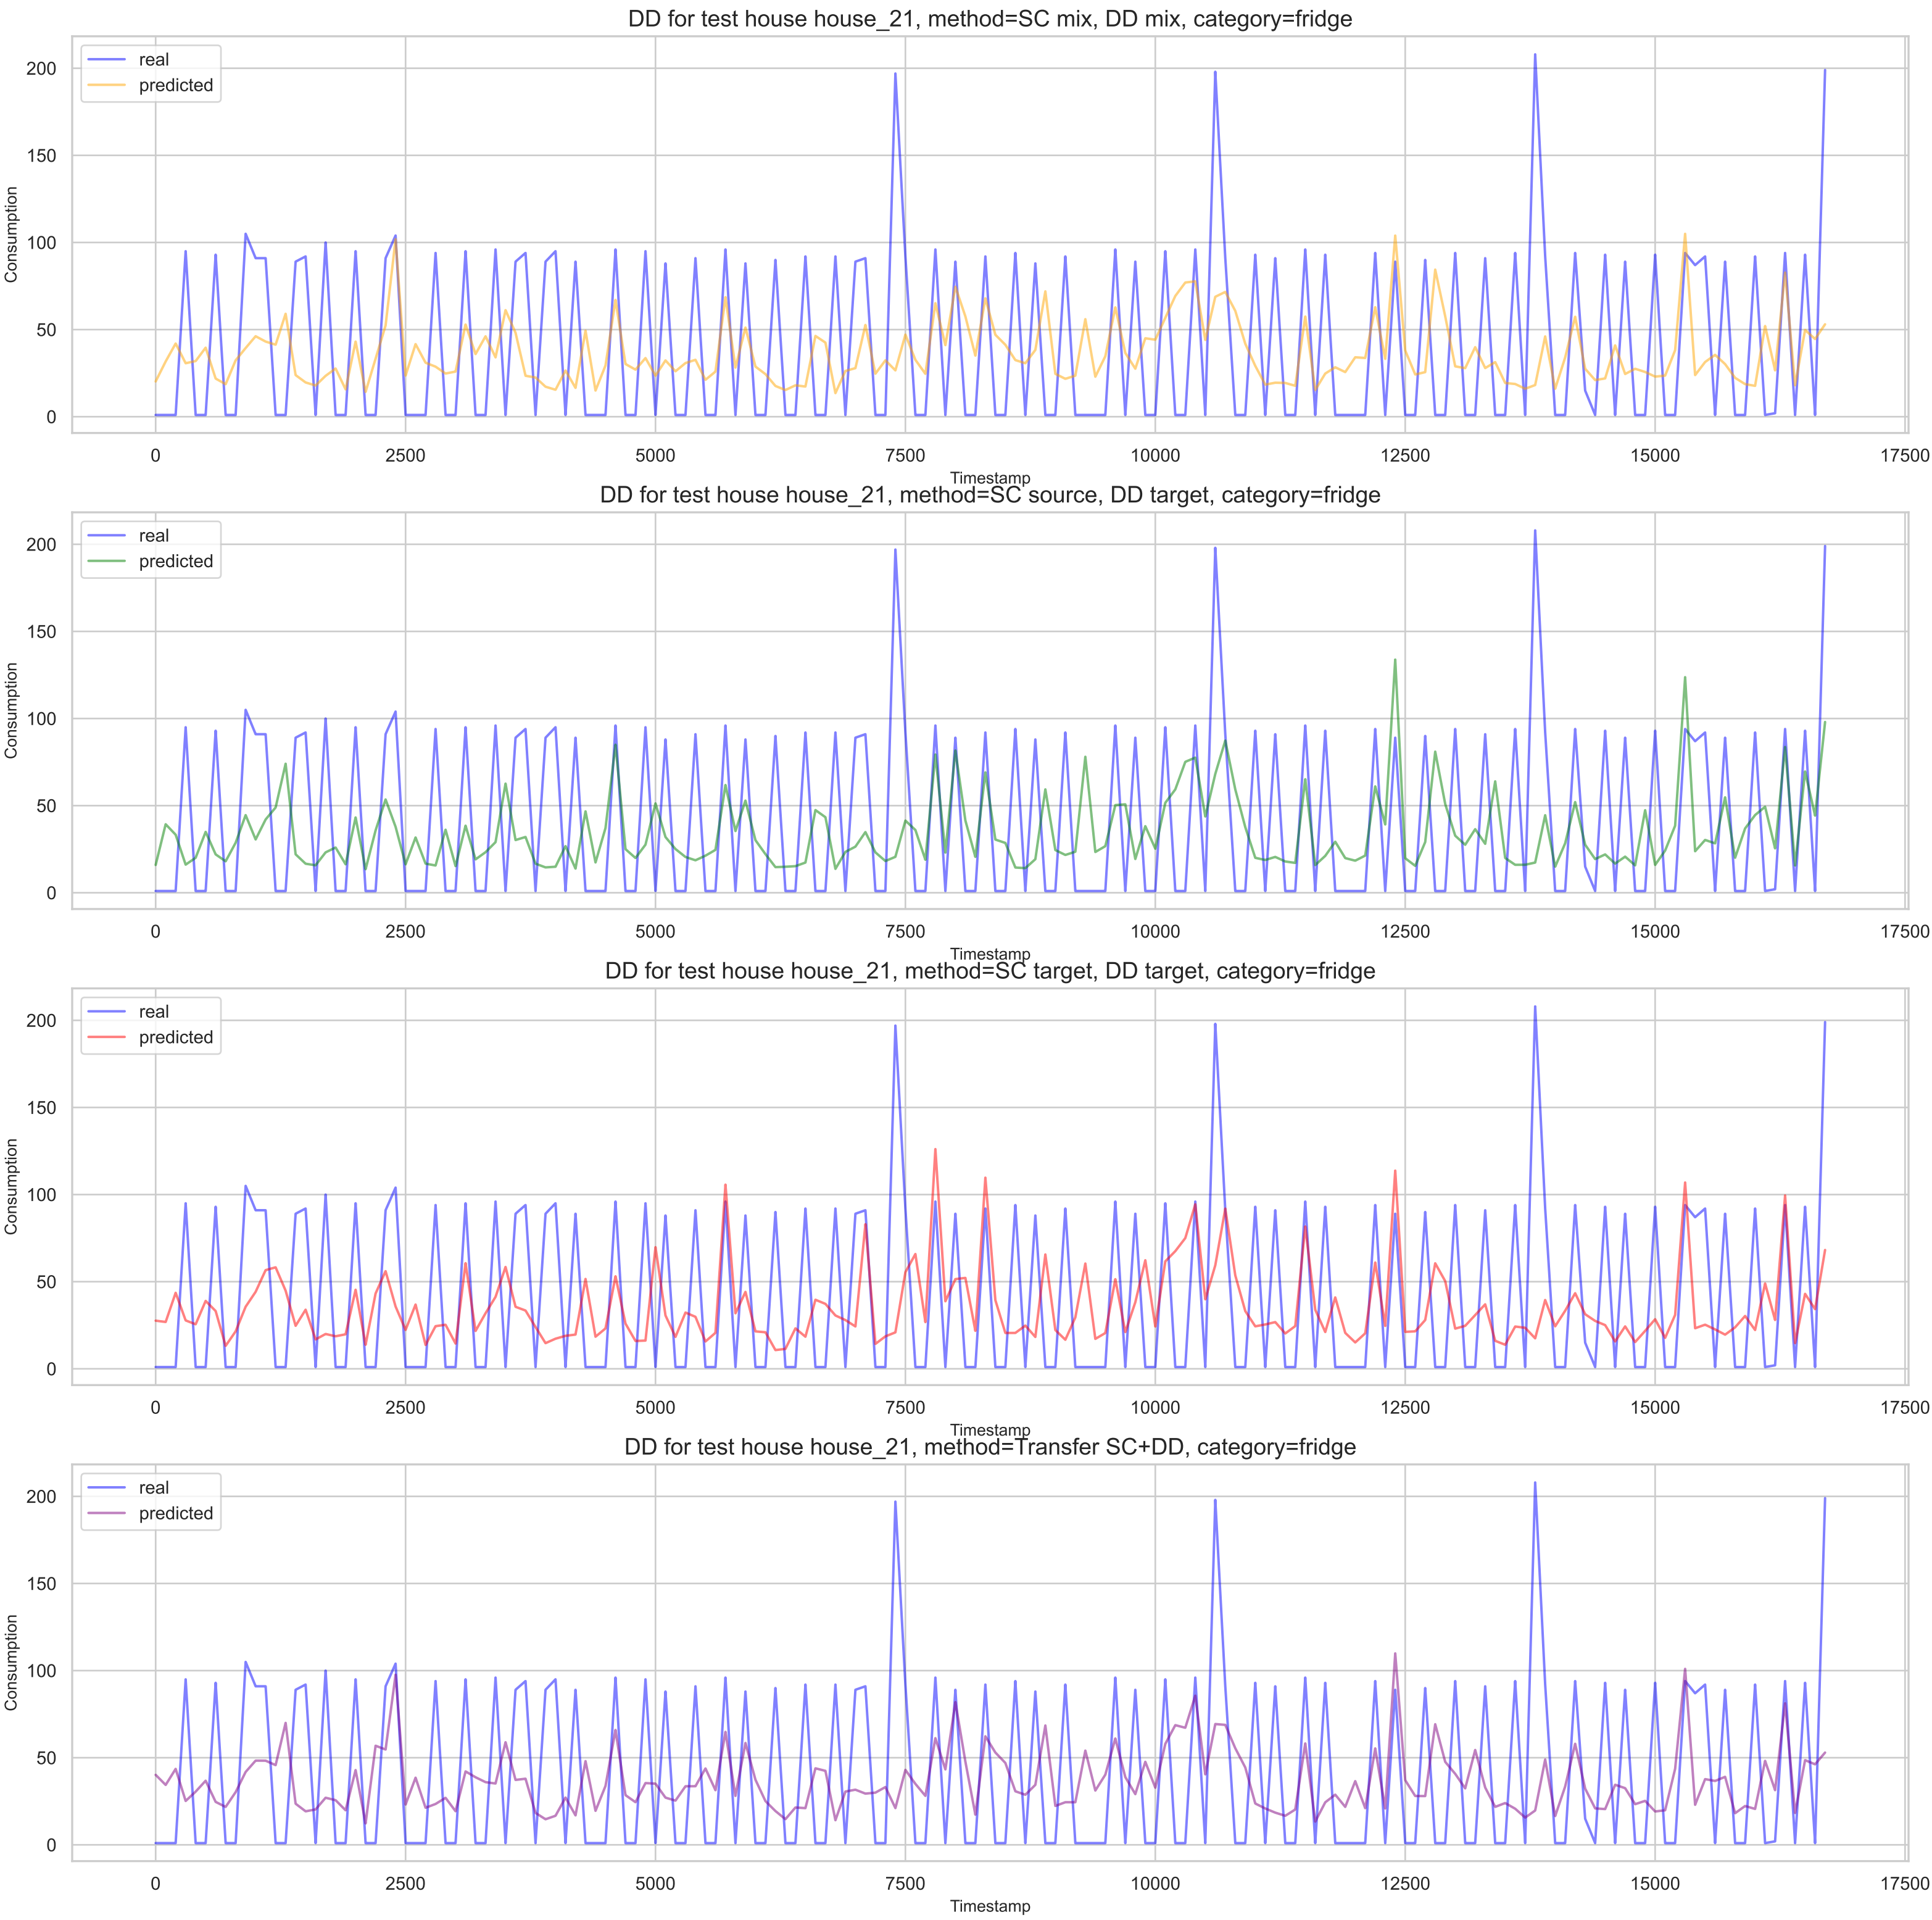 DD for test house house_21, method=SC mix, DD mix, category=fridge
real
predicted
200
150
100
50
0
Consumption
0 2500 5000 7500 10000 12500 15000 17500
Timestamp
DD for test house house_21, method=SC source, DD target, category=fridge
real
predicted
200
150
100
50
0
Consumption
0 2500 5000 7500 10000 12500 15000 17500
Timestamp
DD for test house house_21, method=SC target, DD target, category=fridge
real
predicted
200
150
100
50
0
Consumption
0 2500 5000 7500 10000 12500 15000 17500
Timestamp
DD for test house house_21, method=Transfer SC+DD, category=fridge
real
predicted
200
150
100
50
0
Consumption
0 2500 5000 7500 10000 12500 15000 17500
Timestamp